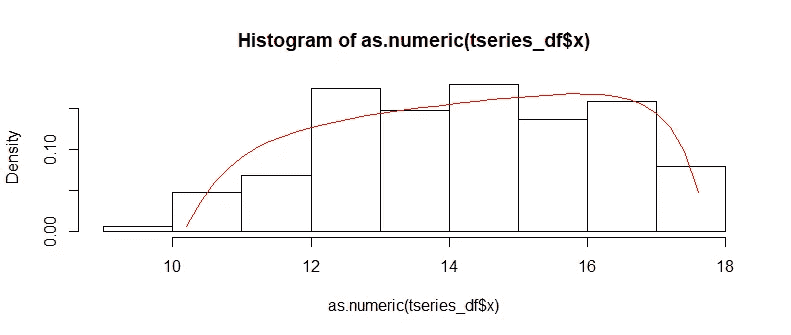 Histogram of as.numeric(tseries_df$x)
Density
0.10
0.00
10 12 14 16 18
as.numeric(tseries_df$x)